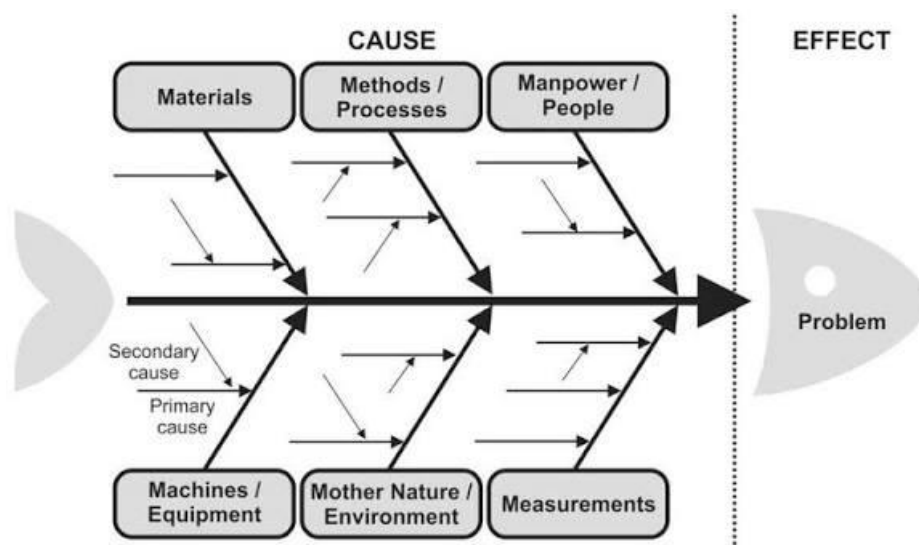 CAUSE
EFFECT
Materials
Methods /
Processes
Manpower /
People
Problem
Secondary
cause
Primary
cause
Machines /
Equipment
Mother Nature /
Environment
Measurements